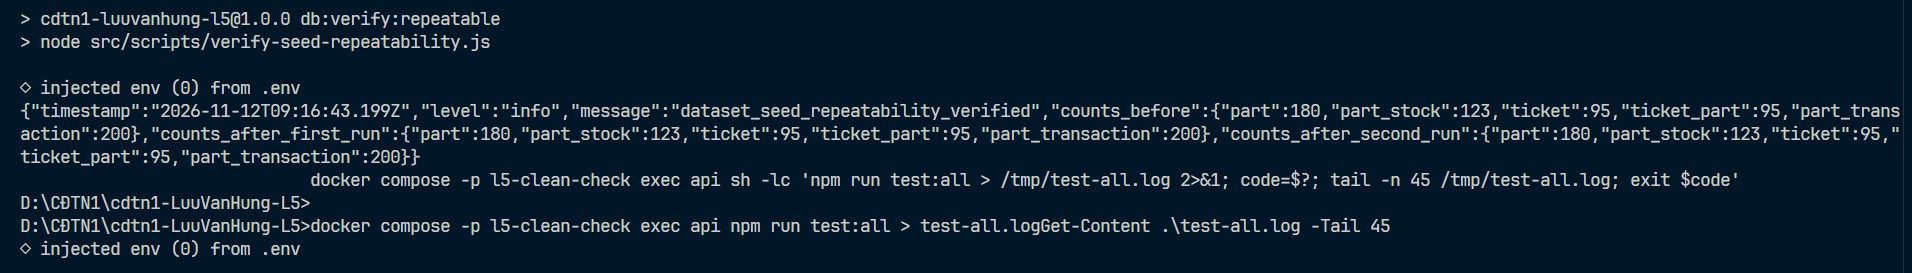 > cdtn1-luuvanhung-l5@1.0.0 db:verify:repeatable
> node src/scripts/verify-seed-repeatability.js
◇ injected env (0) from .env
{"timestamp":"2026-11-12T09:16:43.199Z","level":"info","message":"dataset_seed_repeatability_verified","counts_before":{"part":180,"part_stock":123,"ticket":95,"ticket_part":95,"part_trans
action":200},"counts_after_first_run":{"part":180,"part_stock":123,"ticket":95,"ticket_part":95,"part_transaction":200},"counts_after_second_run":{"part":180,"part_stock":123,"ticket":95,"
ticket_part":95,"part_transaction":200}}
docker compose -p l5-clean-check exec api sh -lc 'npm run test:all > /tmp/test-all.log 2>&1; code=$?; tail -n 45 /tmp/test-all.log; exit $code'
D:\CĐTN1\cdtn1-LuuVanHung-L5>
D:\CĐTN1\cdtn1-LuuVanHung-L5>docker compose -p l5-clean-check exec api npm run test:all > test-all.logGet-Content .\test-all.log -Tail 45
◇ injected env (0) from .env